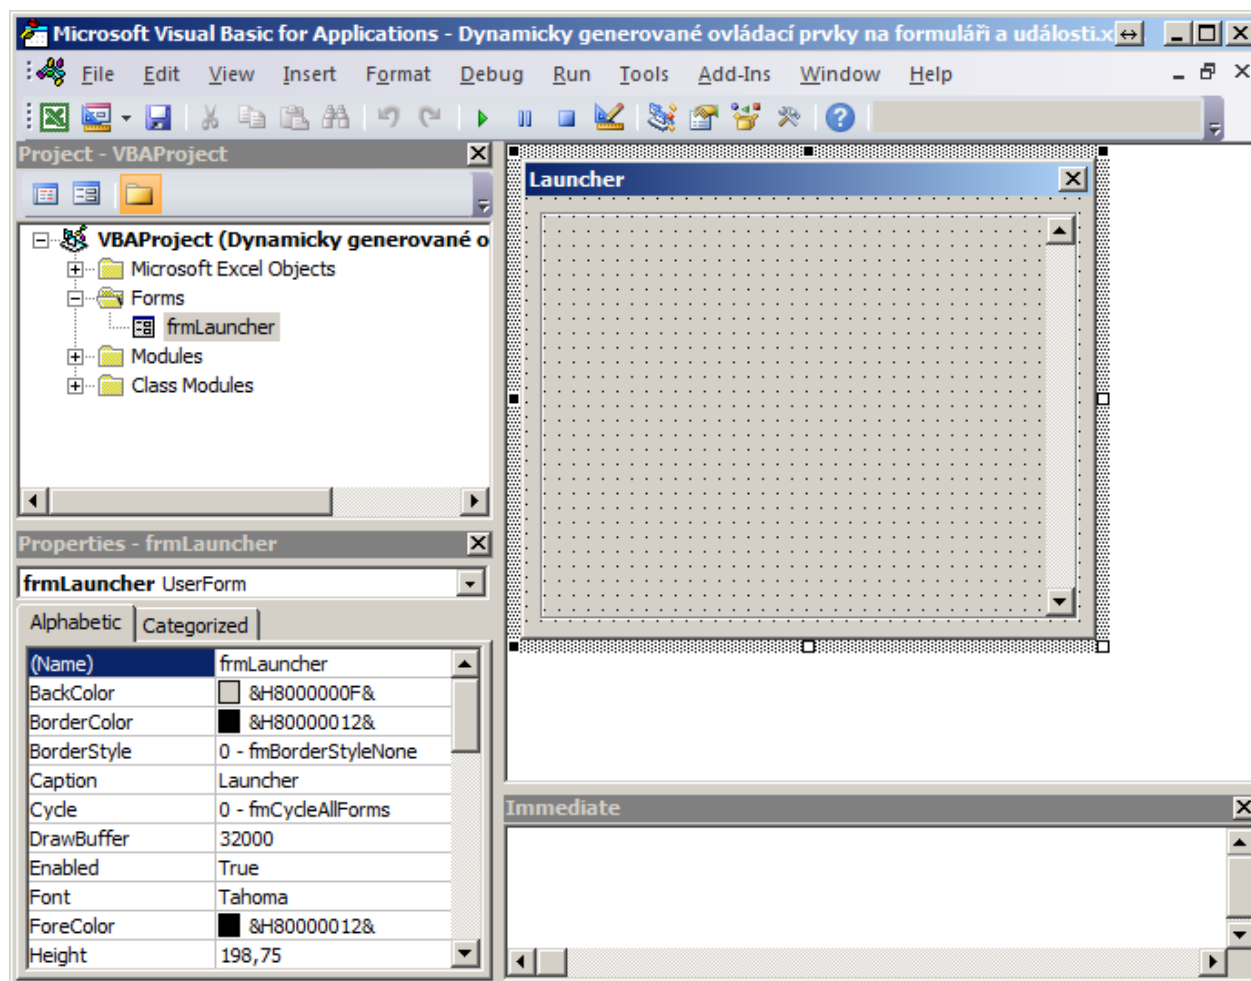 Microsoft Visual Basic for Applications - Dynamicky generované ovládací prvky na formuláři a události.x
File Edit View Insert Format Debug Run Tools Add-Ins Window Help
Project - VBAProject
VBAProject (Dynamicky generované o
Microsoft Excel Objects
Forms
frmLauncher
Modules
Class Modules
Properties - frmLauncher
frmLauncher UserForm
Alphabetic Categorized
(Name) frmLauncher
BackColor &H8000000F&
BorderColor &H80000012&
BorderStyle 0 - fmBorderStyleNone
Caption Launcher
Cycle 0 - fmCycleAllForms
DrawBuffer 32000
Enabled True
Font Tahoma
ForeColor &H80000012&
Height 198,75
Launcher
Immediate